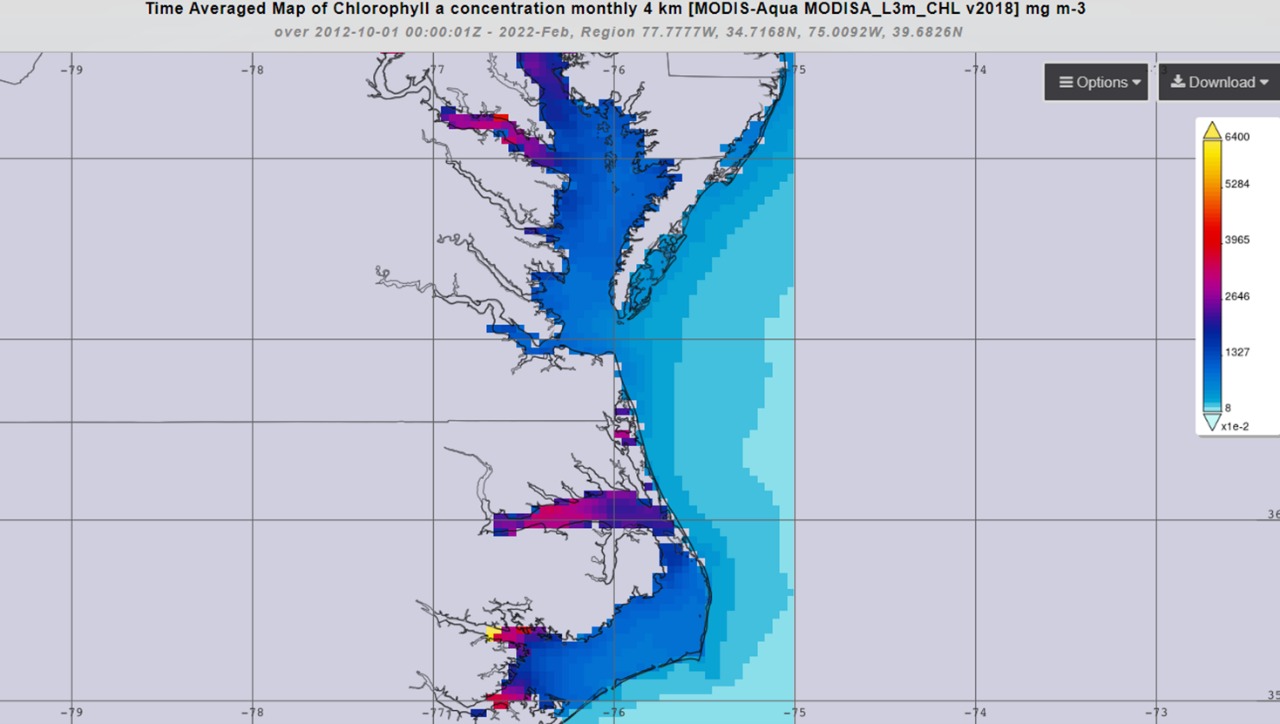 Time Averaged Map of Chlorophyll a concentration monthly 4 km [MODIS-Aqua MODISA_L3m_CHL v2018] mg m-3
over 2012-10-01 00:00:01Z - 2022-Feb, Region 77.7777W, 34.7168N, 75.0092W, 39.6826N
-79 -78 -77 -76 -75 -74
Options Download
6400
5284
3965
2646
1327
8
x1e-2
36
35
-79 -78 -77 -76 -75 -74 -73